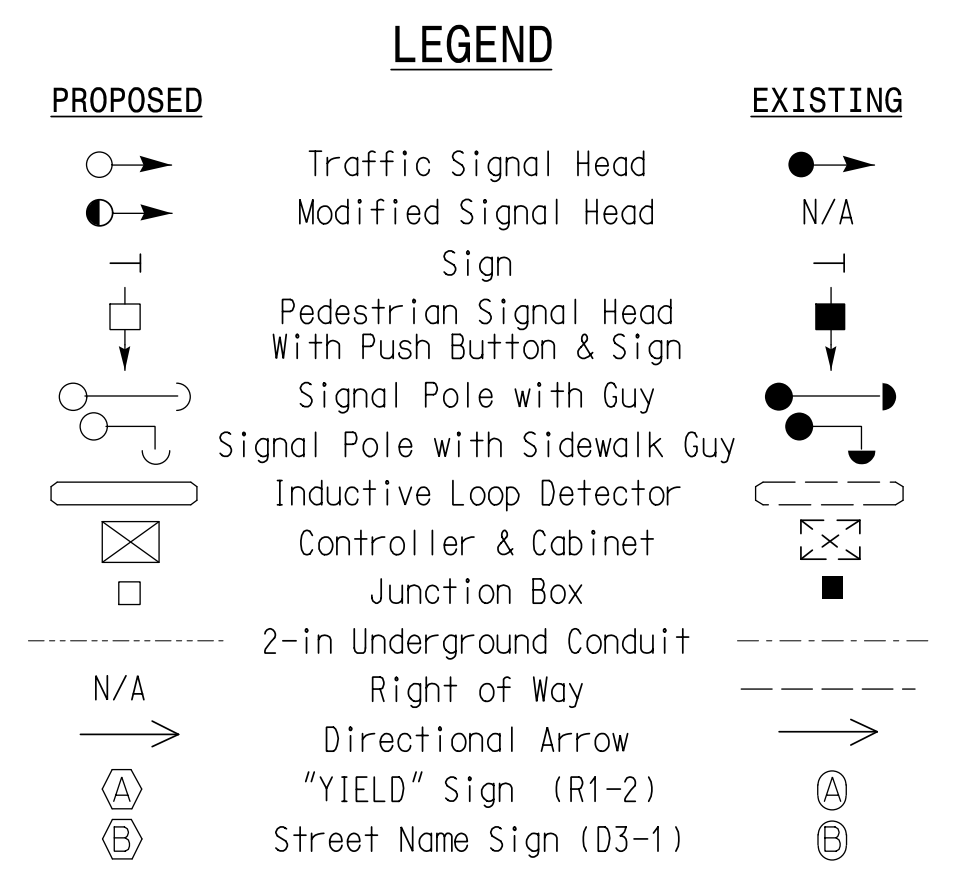 LEGEND
PROPOSED EXISTING
Traffic Signal Head
Modified Signal Head N/A
Sign
Pedestrian Signal Head
With Push Button & Sign
Signal Pole with Guy
Signal Pole with Sidewalk Guy
Inductive Loop Detector
Controller & Cabinet
Junction Box
2-in Underground Conduit
N/A Right of Way
Directional Arrow
A "YIELD" Sign (R1-2) A
B Street Name Sign (D3-1) B